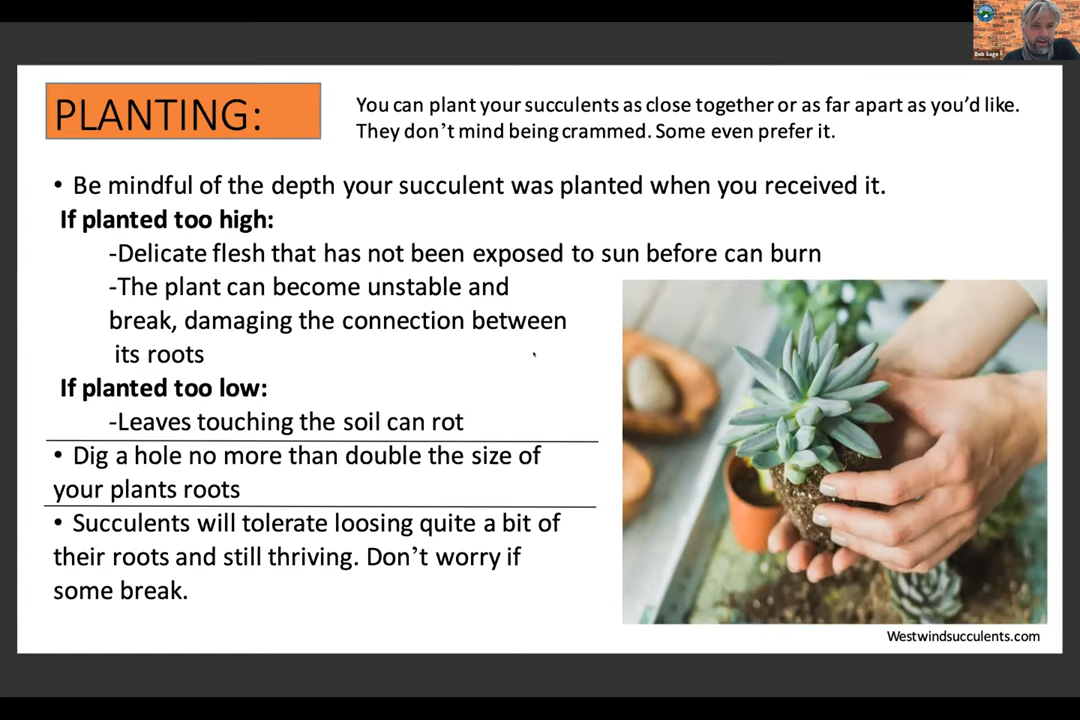 PLANTING:
You can plant your succulents as close together or as far apart as you'd like.
They don't mind being crammed. Some even prefer it.
• Be mindful of the depth your succulent was planted when you received it.
If planted too high:
-Delicate flesh that has not been exposed to sun before can burn
-The plant can become unstable and
break, damaging the connection between
its roots
If planted too low:
-Leaves touching the soil can rot
• Dig a hole no more than double the size of
your plants roots
• Succulents will tolerate loosing quite a bit of
their roots and still thriving. Don't worry if
some break.
Westwindsucculents.com
Bob Sage